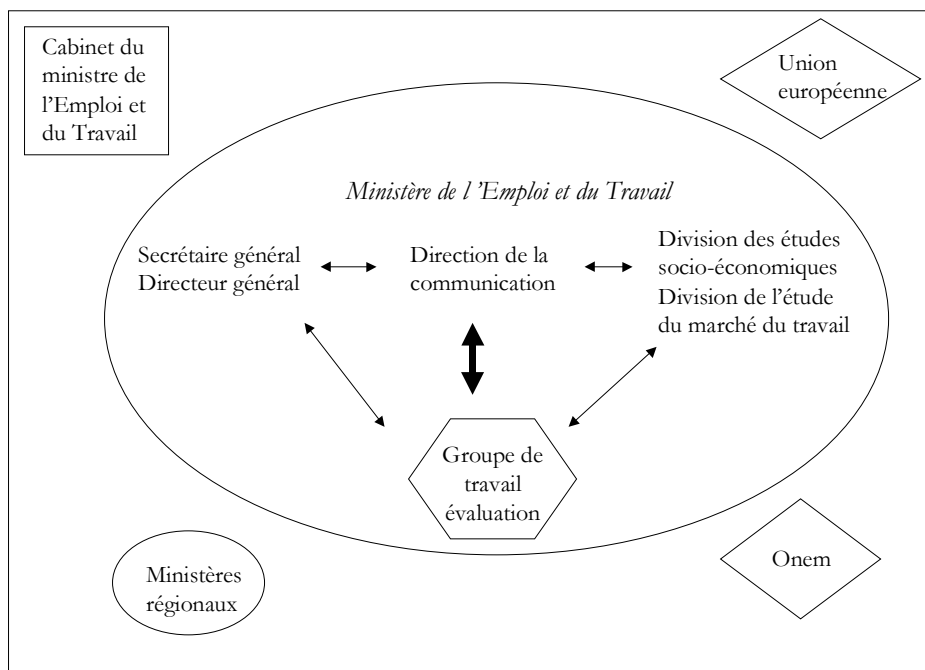 Cabinet du
ministre de
l'Emploi et
du Travail
Union
européenne
Ministère de l 'Emploi et du Travail
Secrétaire général
Directeur général
Direction de la
communication
Division des études
socio-économiques
Division de l'étude
du marché du travail
Groupe de
travail
évaluation
Ministères
régionaux
Onem